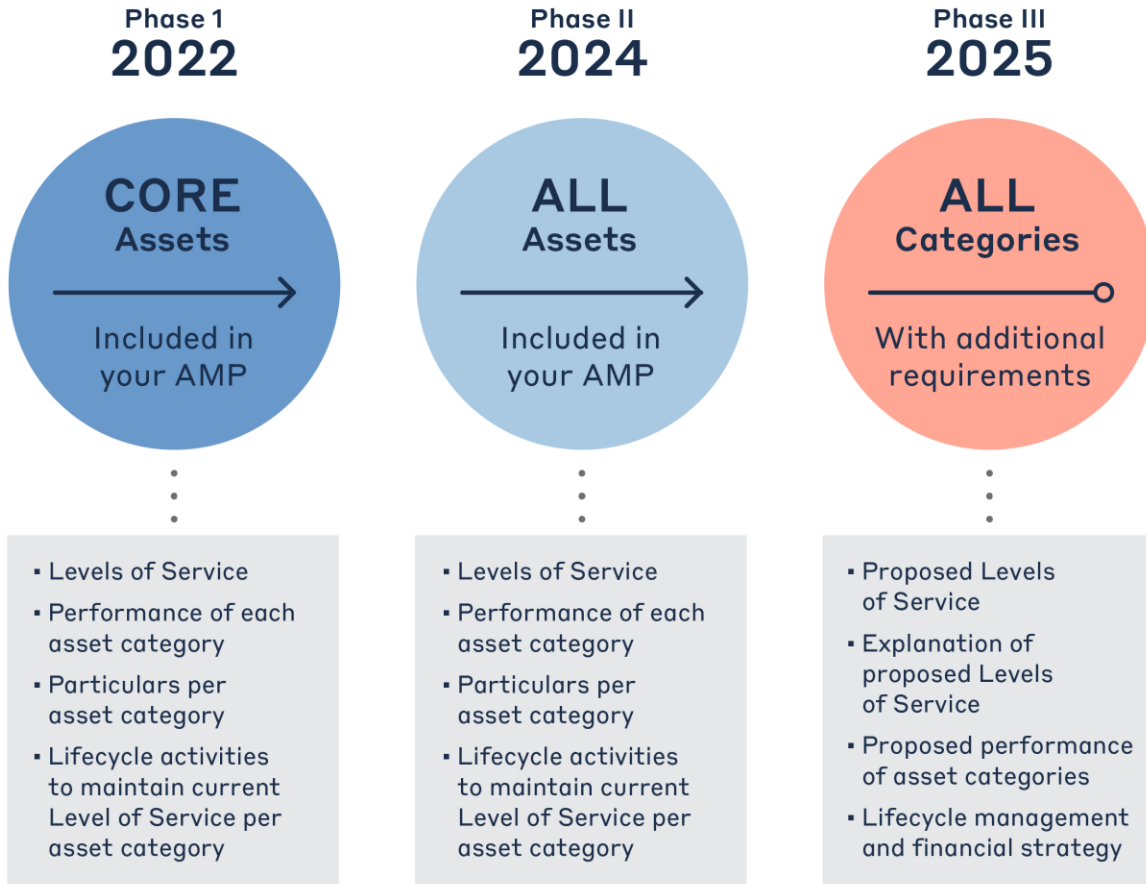 Phase 1
2022
CORE
Assets
Included in
your AMP
▪ Levels of Service
▪ Performance of each
asset category
▪ Particulars per
asset category
▪ Lifecycle activities
to maintain current
Level of Service per
asset category
Phase II
2024
ALL
Assets
Included in
your AMP
▪ Levels of Service
▪ Performance of each
asset category
▪ Particulars per
asset category
▪ Lifecycle activities
to maintain current
Level of Service per
asset category
Phase III
2025
ALL
Categories
With additional
requirements
▪ Proposed Levels
of Service
▪ Explanation of
proposed Levels
of Service
▪ Proposed performance
of asset categories
▪ Lifecycle management
and financial strategy